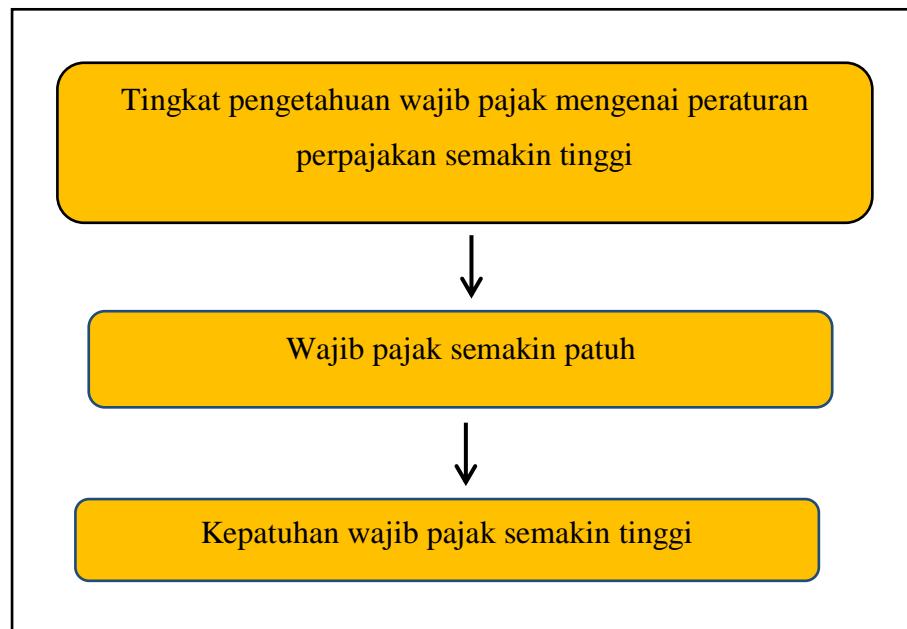 Tingkat pengetahuan wajib pajak mengenai peraturan
perpajakan semakin tinggi
Wajib pajak semakin patuh
Kepatuhan wajib pajak semakin tinggi